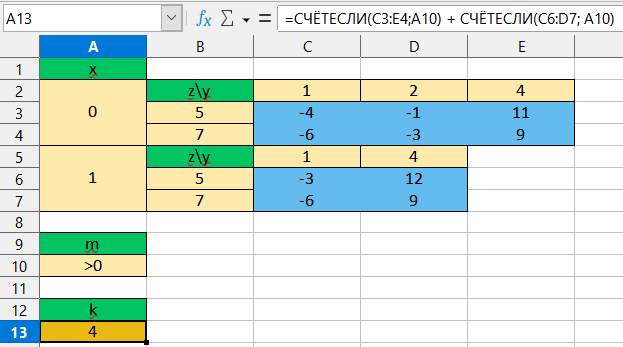 A13 fx Σ = =СЧЁТЕСЛИ(C3:E4;A10) + СЧЁТЕСЛИ(C6:D7; A10)
A B C D E
1 x
2 0 z\y 1 2 4
3 5 -4 -1 11
4 7 -6 -3 9
5 1 z\y 1 4
6 5 -3 12
7 7 -6 9
8
9 m
10 >0
11
12 k
13 4